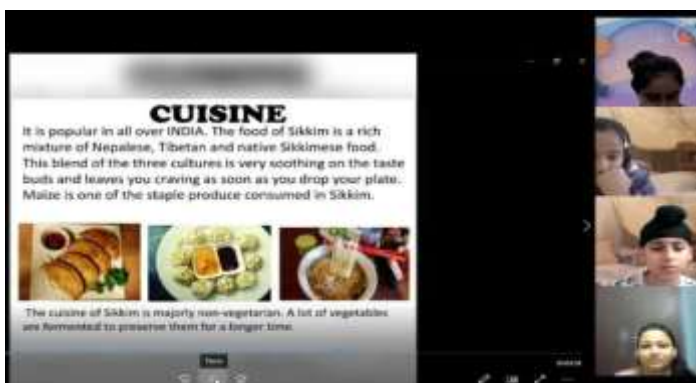 CUISINE
It is popular in all over INDIA. The food of Sikkim is a rich
mixture of Nepalese, Tibetan and native Sikkimese food.
This blend of the three cultures is very soothing on the taste
buds and leaves you craving as soon as you drop your plate.
Maize is one of the staple produce consumed in Sikkim.
The cuisine of Sikkim is majorly non-vegetarian. A lot of vegetables
are fermented to preserve them for a longer time.